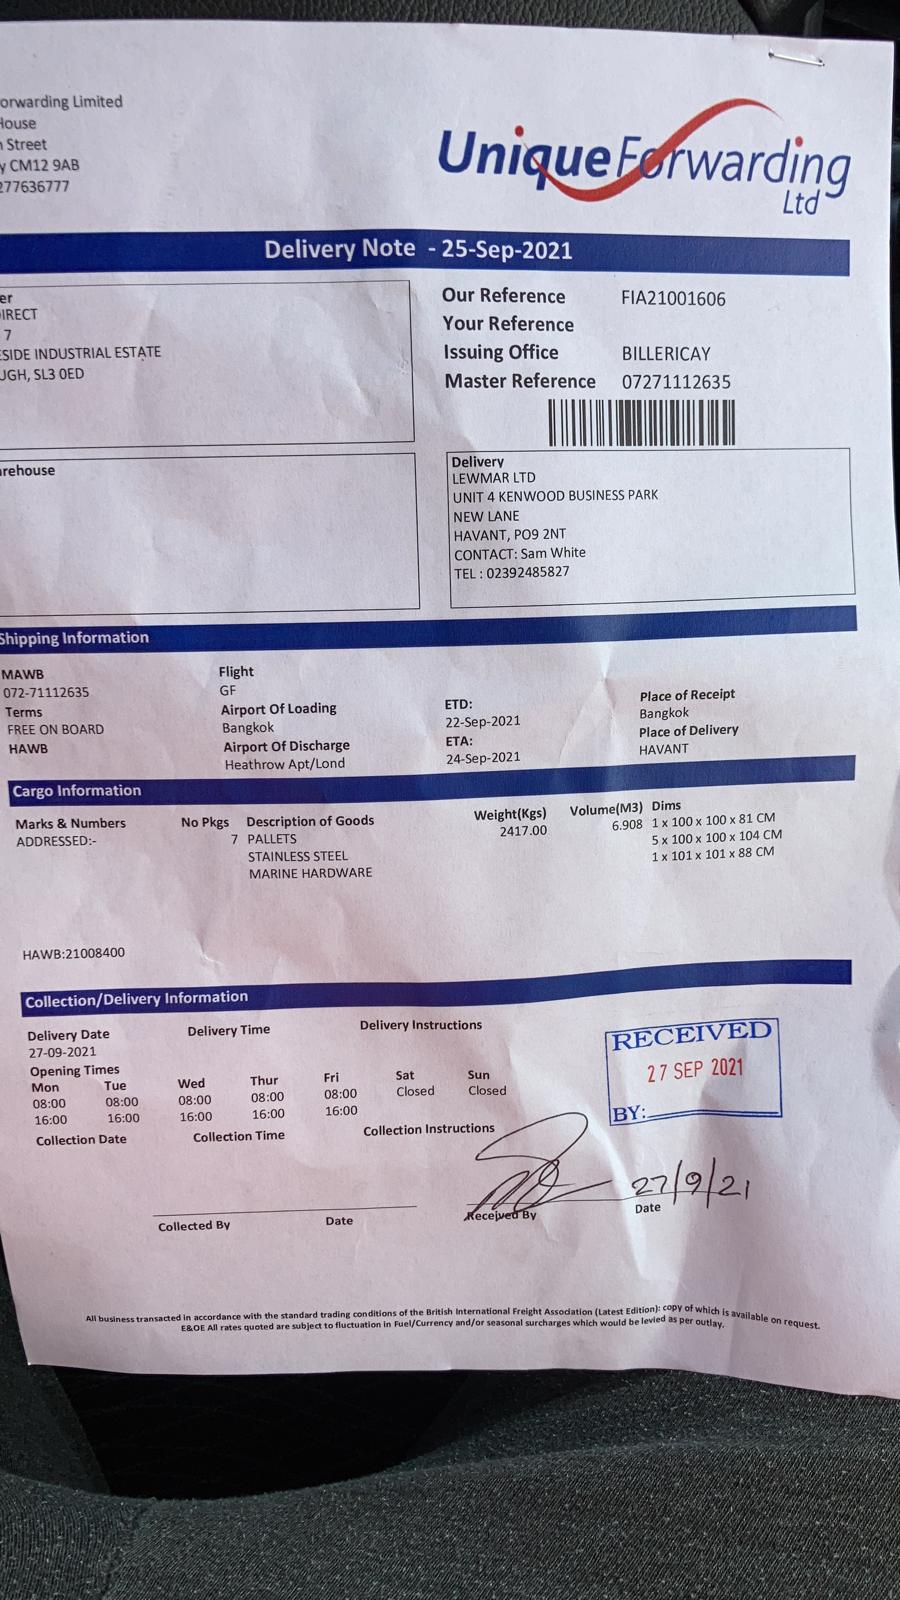 orwarding Limited
House
Street
CM12 9AB
277636777
UniqueForwarding
Ltd
Delivery Note - 25-Sep-2021
er
IRECT
7
ESIDE INDUSTRIAL ESTATE
UGH, SL3 0ED
Our Reference FIA21001606
Your Reference
Issuing Office BILLERICAY
Master Reference 07271112635
rehouse
Delivery
LEWMAR LTD
UNIT 4 KENWOOD BUSINESS PARK
NEW LANE
HAVANT, PO9 2NT
CONTACT: Sam White
TEL : 02392485827
Shipping Information
MAWB
072-71112635
Terms
FREE ON BOARD
HAWB
Flight
GF
Airport Of Loading
Bangkok
Airport Of Discharge
Heathrow Apt/Lond
ETD:
22-Sep-2021
ETA:
24-Sep-2021
Place of Receipt
Bangkok
Place of Delivery
HAVANT
Cargo Information
Marks & Numbers No Pkgs Description of Goods Weight(Kgs) Volume(M3) Dims
ADDRESSED:- 7 PALLETS 2417.00 6.908 1 x 100 x 100 x 81 CM
STAINLESS STEEL 5 x 100 x 100 x 104 CM
MARINE HARDWARE 1 x 101 x 101 x 88 CM
HAWB:21008400
Collection/Delivery Information
Delivery Date Delivery Time Delivery Instructions
27-09-2021
Opening Times
Mon Tue Wed Thur Fri Sat Sun
08:00 08:00 08:00 08:00 08:00 Closed Closed
16:00 16:00 16:00 16:00 16:00
Collection Date Collection Time Collection Instructions
RECEIVED
27 SEP 2021
BY:
27/9/21
Collected By Date Received By Date
All business transacted in accordance with the standard trading conditions of the British International Freight Association (Latest Edition): copy of which is available on request.
E&OE All rates quoted are subject to fluctuation in Fuel/Currency and/or seasonal surcharges which would be levied as per outlay.